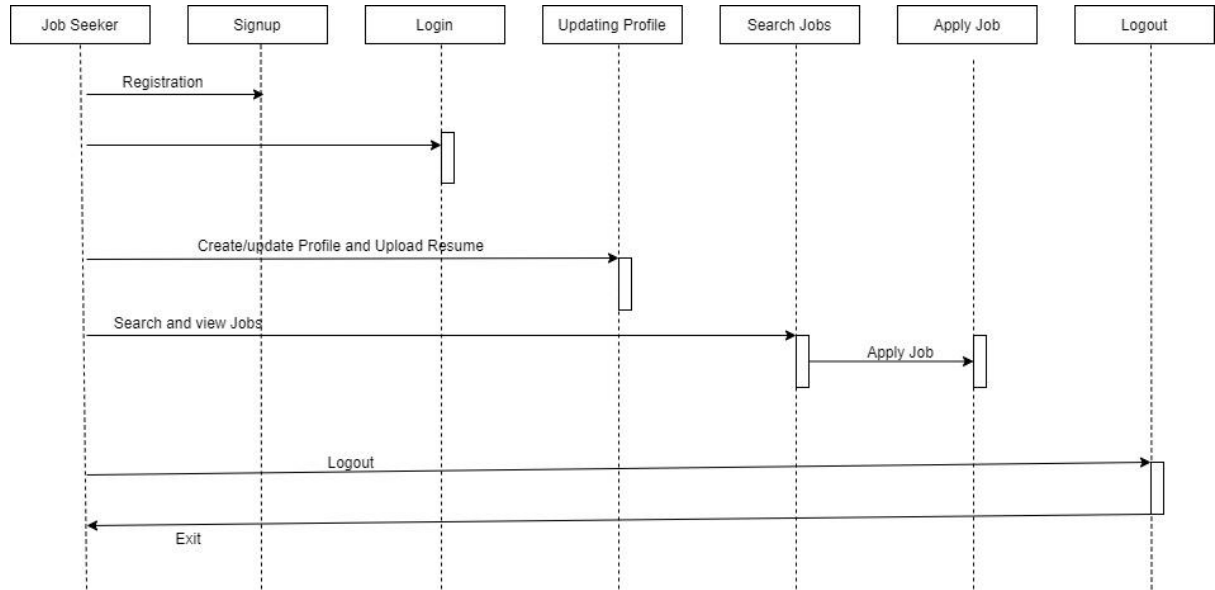 Job Seeker
Signup
Login
Updating Profile
Search Jobs
Apply Job
Logout
Registration
Create/update Profile and Upload Resume
Search and view Jobs
Apply Job
Logout
Exit